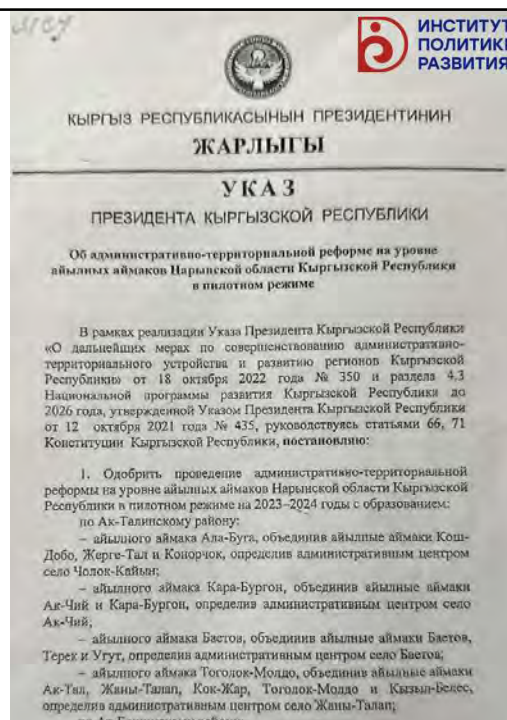 ИНСТИТУТ
ПОЛИТИКИ
РАЗВИТИЯ
КЫРГЫЗ РЕСПУБЛИКАСЫНЫН ПРЕЗИДЕНТИНИН
ЖАРЛЫГЫ
УКАЗ
ПРЕЗИДЕНТА КЫРГЫЗСКОЙ РЕСПУБЛИКИ
Об административно-территориальной реформе на уровне
айылных аймаков Нарынской области Кыргызской Республики
в пилотном режиме
В рамках реализации Указа Президента Кыргызской Республики
«О дальнейших мерах по совершенствованию административно-
территориального устройства и развитию регионов Кыргызской
Республики» от 18 октября 2022 года № 350 и раздела 4.3
Национальной программы развития Кыргызской Республики до
2026 года, утвержденной Указом Президента Кыргызской Республики
от 12 октября 2021 года № 435, руководствуясь статьями 66, 71
Конституции Кыргызской Республики, постановляю:
1. Одобрить проведение административно-территориальной
реформы на уровне айылных аймаков Нарынской области Кыргызской
Республики в пилотном режиме на 2023–2024 годы с образованием:
по Ак-Талинскому району:
– айылного аймака Ала-Буга, объединив айылные аймаки Кош-
Добо, Жерге-Тал и Конорчок, определив административным центром
село Чолок-Кайын;
– айылного аймака Кара-Бургон, объединив айылные аймаки
Ак-Чий и Кара-Бургон, определив административным центром село
Ак-Чий;
– айылного аймака Баетов, объединив айылные аймаки Баетов,
Терек и Угут, определив административным центром село Баетов;
– айылного аймака Тоголок-Молдо, объединив айылные аймаки
Ак-Тал, Жаны-Талап, Кок-Жар, Тоголок-Молдо и Кызыл-Белес,
определив административным центром село Жаны-Талап;